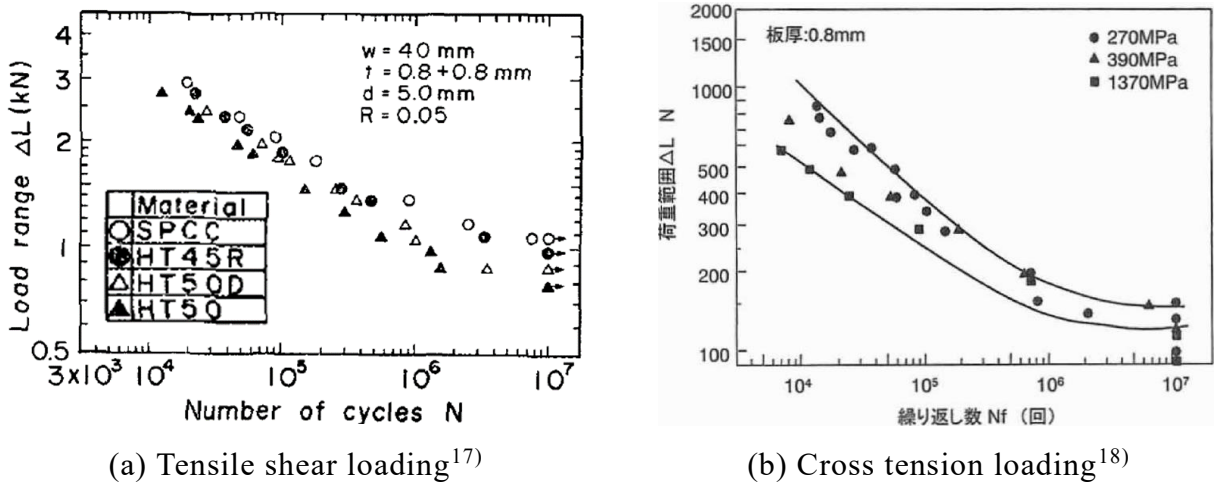 4
3
2
1
0.5
Load range ΔL (kN)
w = 40 mm
t = 0.8+0.8 mm
d = 5.0 mm
R = 0.05
Material
SPCC
HT45R
HT50D
HT50
3×10³ 10⁴ 10⁵ 10⁶ 10⁷
Number of cycles N
(a) Tensile shear loading¹⁷⁾
2000
1500
1000
500
400
300
200
100
荷重範囲△L N
板厚:0.8mm
270MPa
390MPa
1370MPa
10⁴ 10⁵ 10⁶ 10⁷
繰り返し数 Nf (回)
(b) Cross tension loading¹⁸⁾